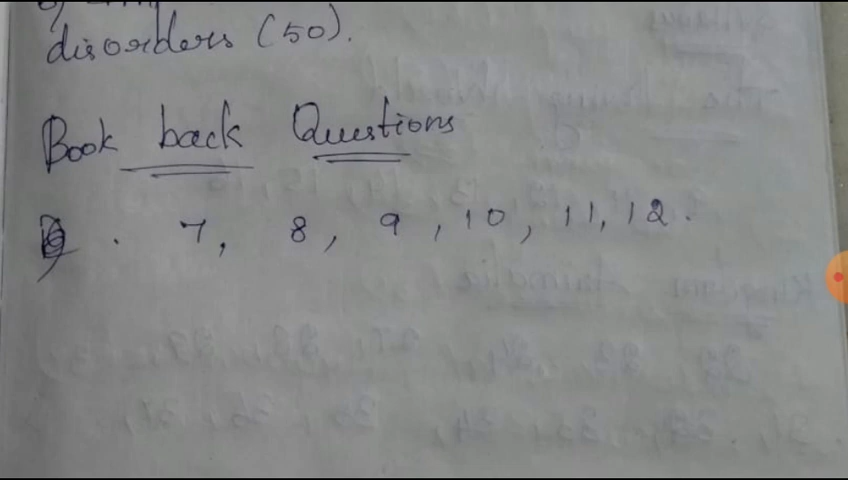 disorders (50).
Book back Questions
7, 8, 9, 10, 11, 12.